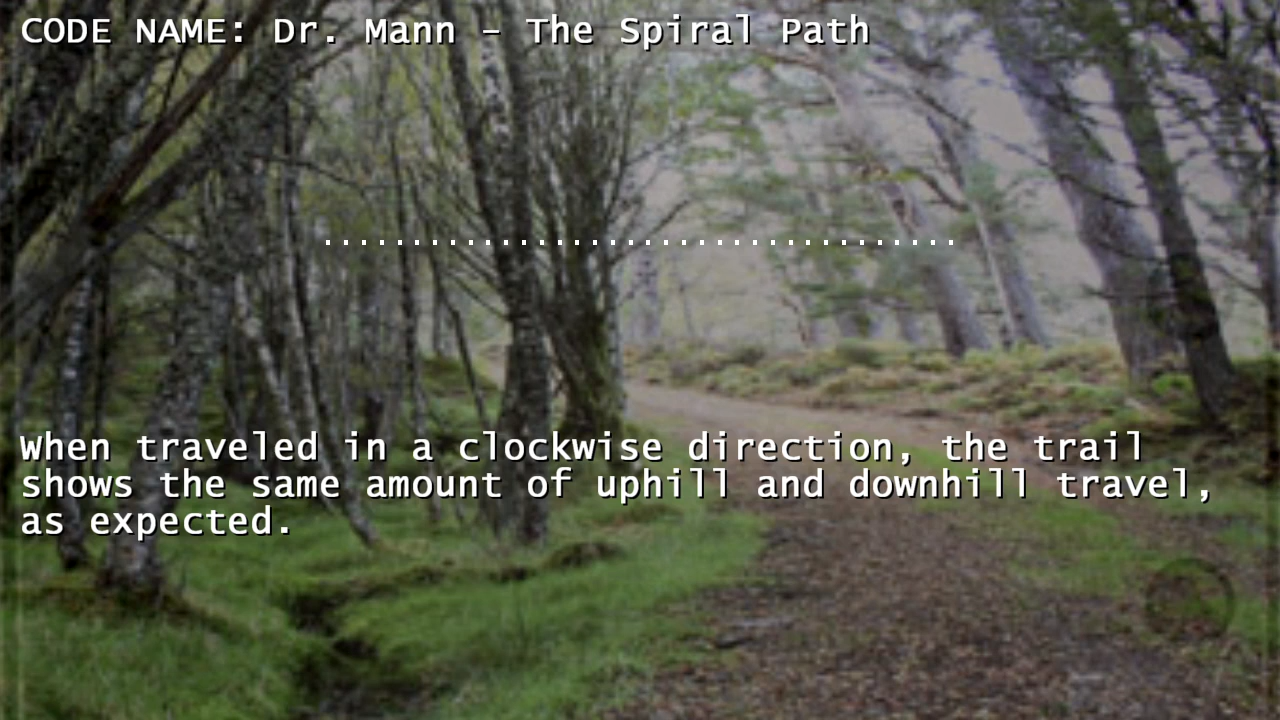 CODE NAME: Dr. Mann – The Spiral Path
....................................
When traveled in a clockwise direction, the trail
shows the same amount of uphill and downhill travel,
as expected.